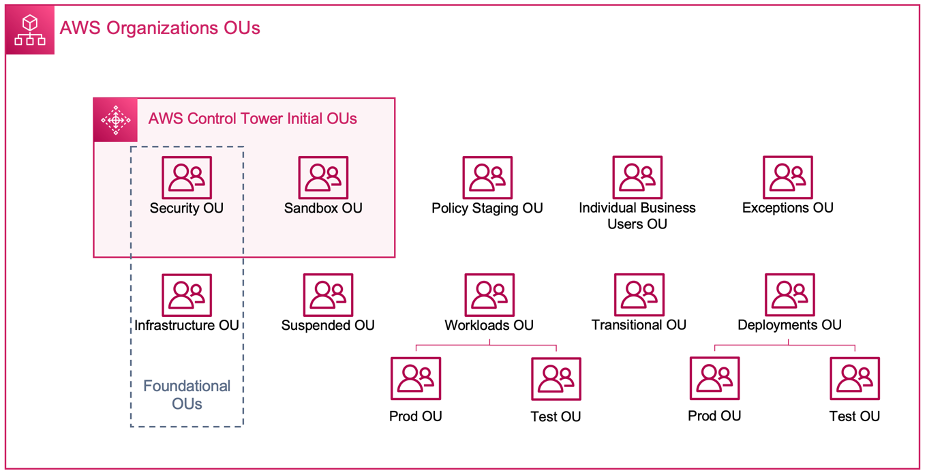 AWS Organizations OUs
AWS Control Tower Initial OUs
Security OU
Sandbox OU
Policy Staging OU
Individual Business
Users OU
Exceptions OU
Infrastructure OU
Suspended OU
Workloads OU
Transitional OU
Deployments OU
Foundational
OUs
Prod OU
Test OU
Prod OU
Test OU